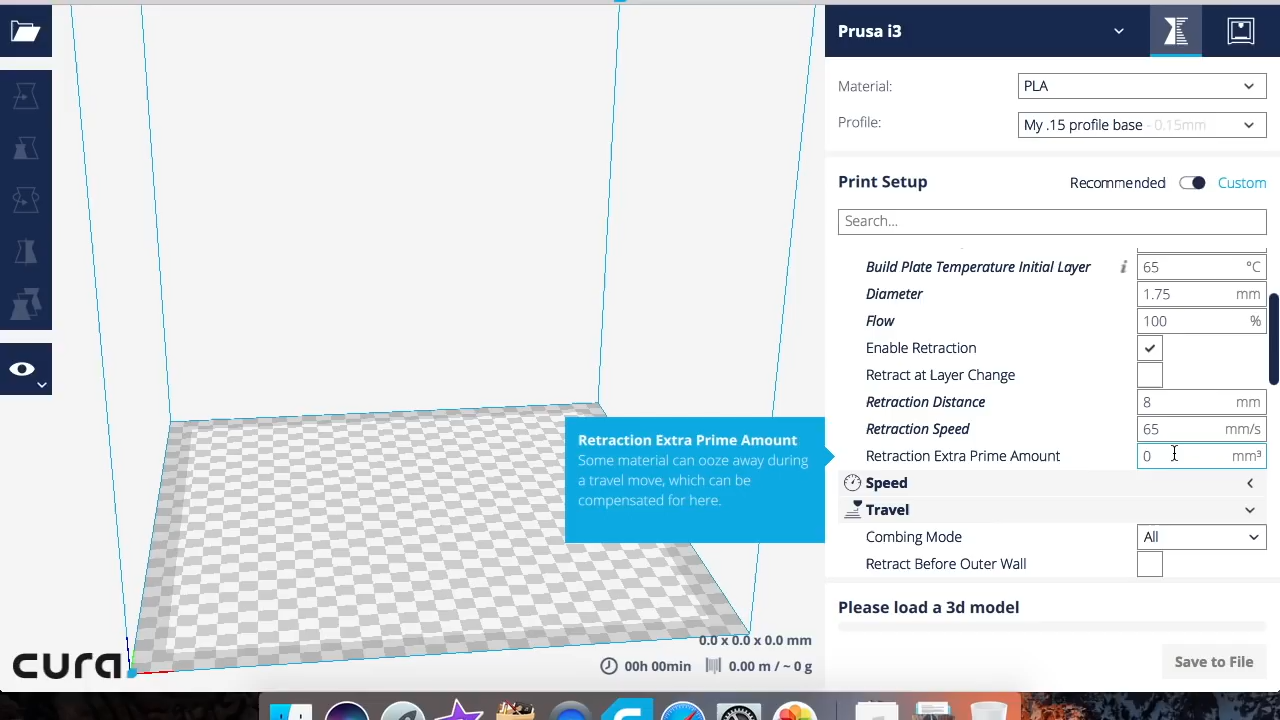 Prusa i3
Material:
PLA
Profile:
My .15 profile base - 0.15mm
Print Setup
Recommended
Custom
Search...
Build Plate Temperature Initial Layer
i
65
°C
Diameter
1.75
mm
Flow
100
%
Enable Retraction
Retract at Layer Change
Retraction Distance
8
mm
Retraction Speed
65
mm/s
Retraction Extra Prime Amount
0
mm³
Retraction Extra Prime Amount
Some material can ooze away during
a travel move, which can be
compensated for here.
Speed
Travel
Combing Mode
All
Retract Before Outer Wall
Please load a 3d model
0.0 x 0.0 x 0.0 mm
00h 00min
0.00 m / ~ 0 g
Save to File
cura